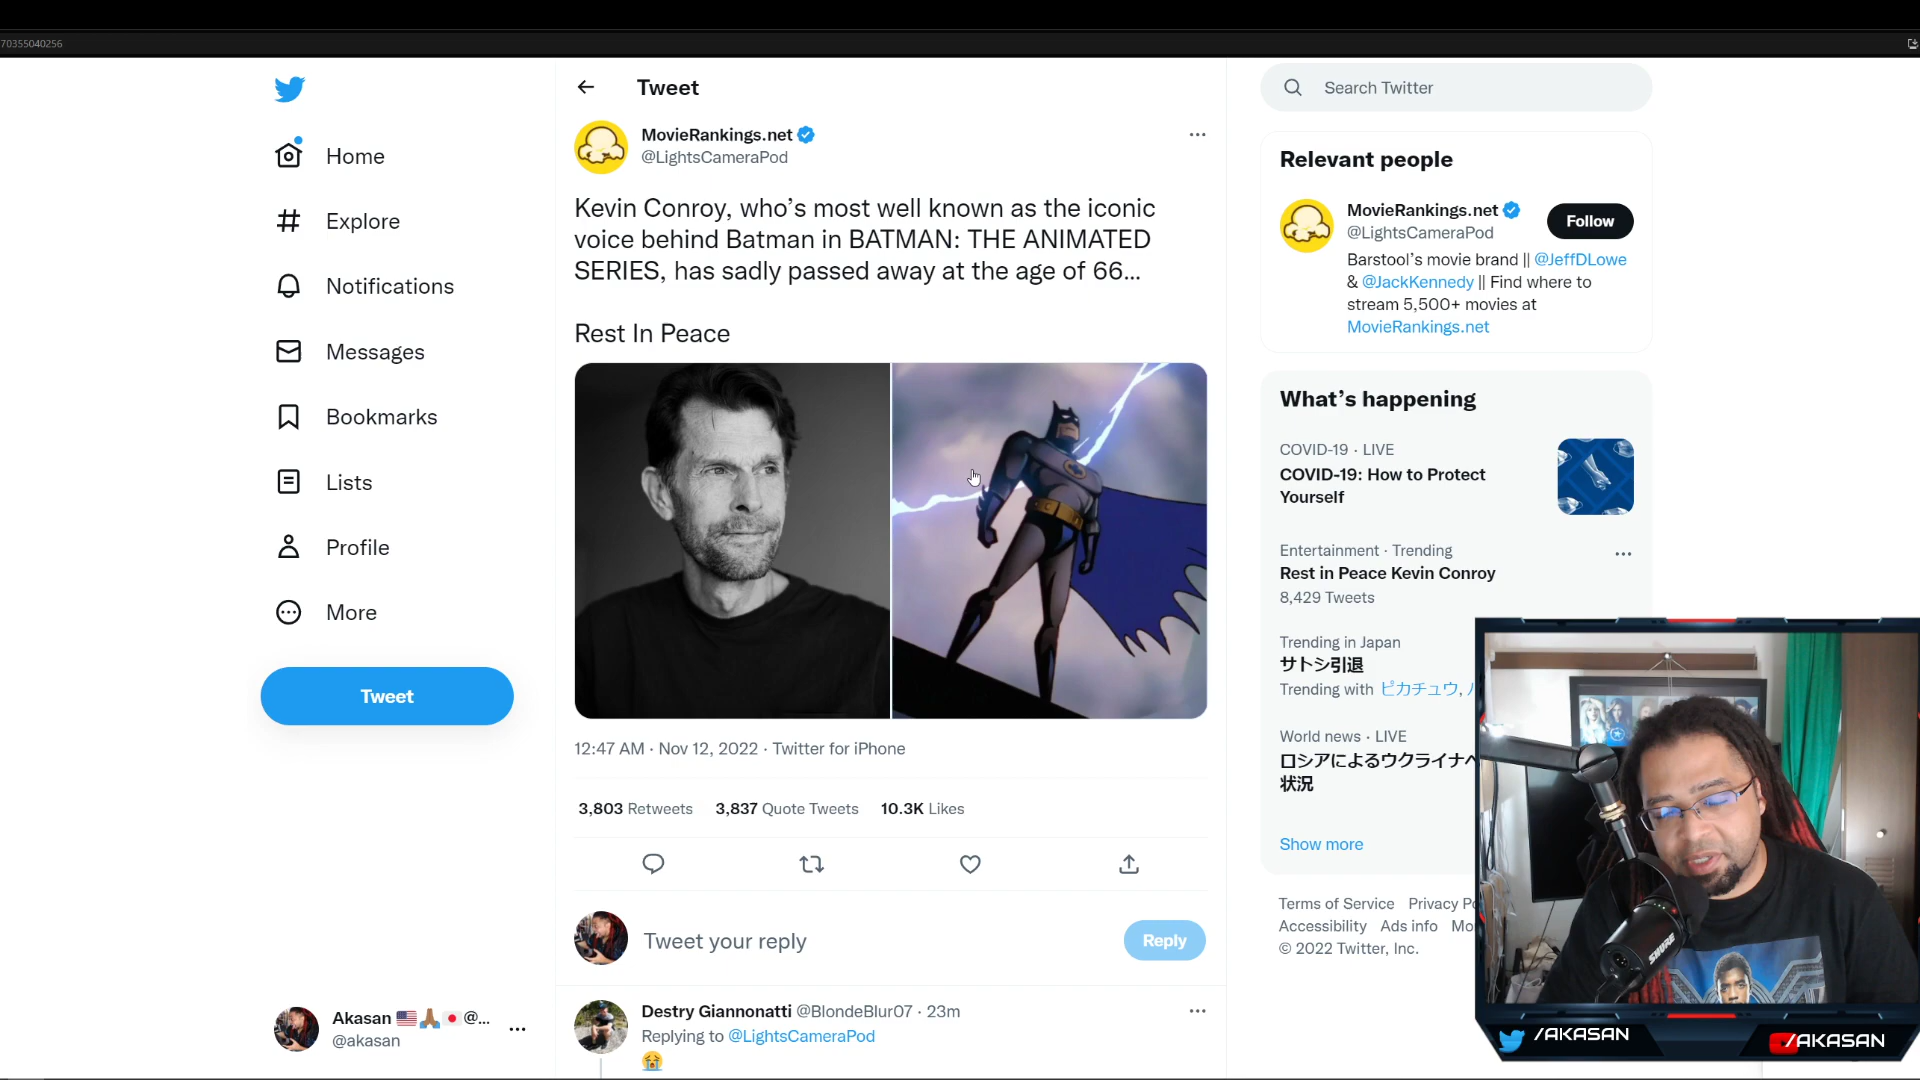 70355040256
Tweet
Search Twitter
MovieRankings.net
@LightsCameraPod
Home
Explore
Notifications
Messages
Bookmarks
Lists
Profile
More
Tweet
Akasan 🇺🇸🙏🏽🇯🇵 @...
@akasan
Kevin Conroy, who’s most well known as the iconic
voice behind Batman in BATMAN: THE ANIMATED
SERIES, has sadly passed away at the age of 66...
Rest In Peace
12:47 AM · Nov 12, 2022 · Twitter for iPhone
3,803 Retweets 3,837 Quote Tweets 10.3K Likes
Tweet your reply
Reply
Destry Giannonatti @BlondeBlur07 · 23m
Replying to @LightsCameraPod
😭
Relevant people
MovieRankings.net
@LightsCameraPod
Follow
Barstool’s movie brand || @JeffDLowe
& @JackKennedy || Find where to
stream 5,500+ movies at
MovieRankings.net
What’s happening
COVID-19 · LIVE
COVID-19: How to Protect
Yourself
Entertainment · Trending
Rest in Peace Kevin Conroy
8,429 Tweets
Trending in Japan
サトシ引退
Trending with ピカチュウ,
World news · LIVE
ロシアによるウクライナへ
状況
Show more
Terms of Service Privacy
Accessibility Ads info
© 2022 Twitter, Inc.
SHURE
/AKASAN
/AKASAN